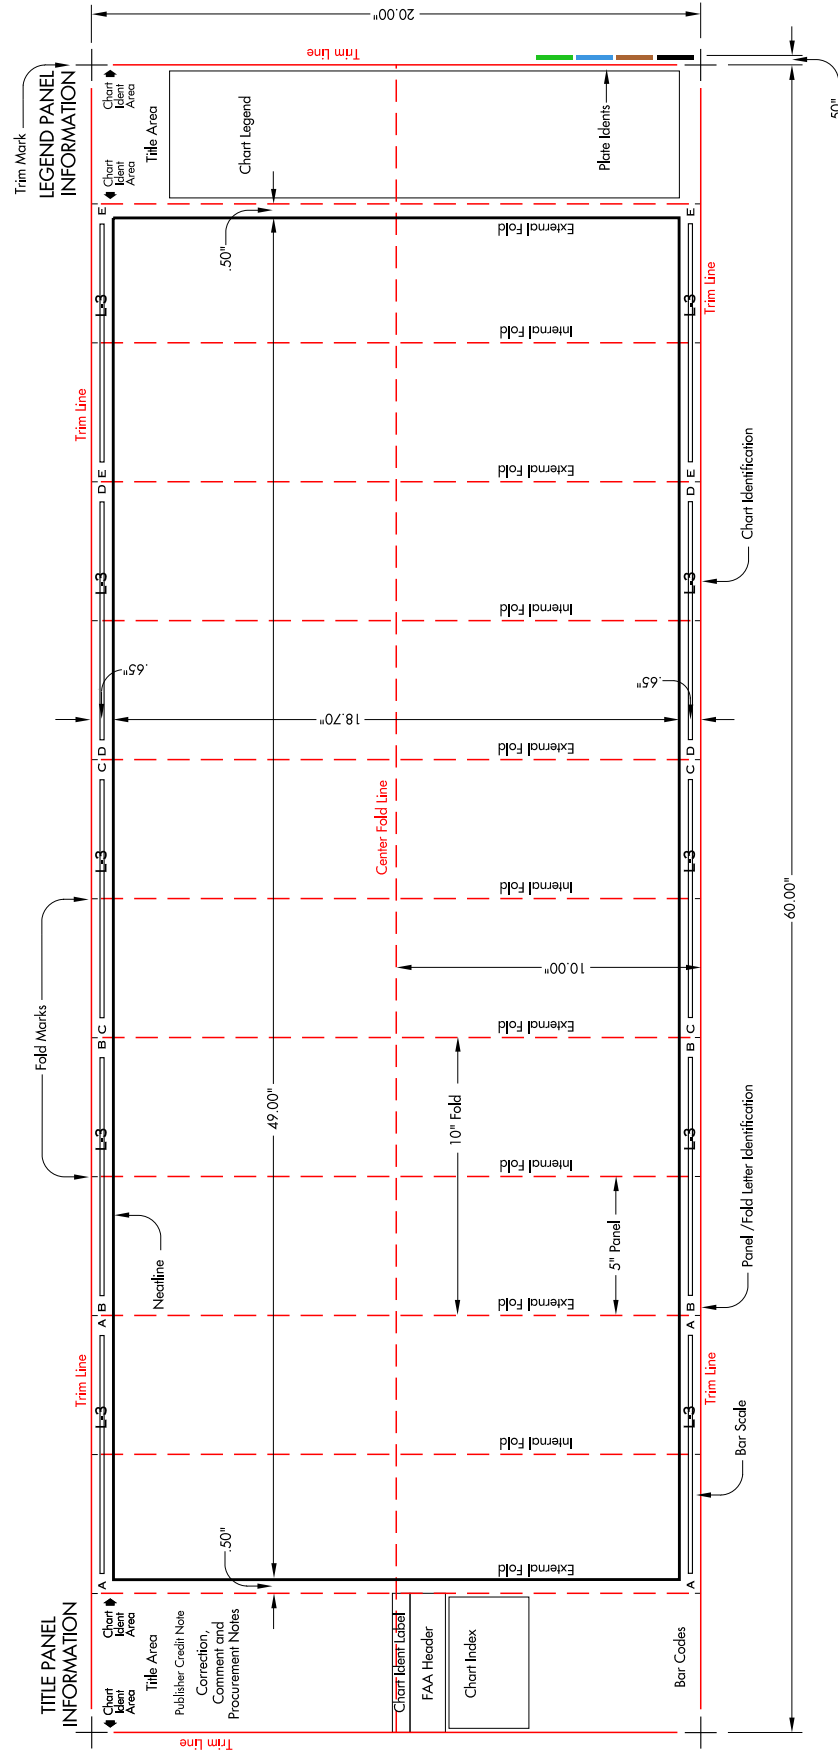 20.00"
Trim Line
Trim Mark
LEGEND PANEL
INFORMATION
Chart
Ident
Area
Chart
Ident
Area
Title Area
Chart Legend
Plate Idents
.50"
E
E
.50"
External Fold
L-3
L-3
Trim Line
Internal Fold
Trim Line
E
D
External Fold
E
D
Chart Identification
L-3
L-3
Internal Fold
.65"
.65"
18.70"
D
C
External Fold
D
C
Center Fold Line
L-3
L-3
Internal Fold
60.00"
Fold Marks
10.00"
C
B
External Fold
C
B
49.00"
10" Fold
L-3
L-3
Internal Fold
5" Panel
Panel /Fold Letter Identification
Neatline
B
A
External Fold
B
A
Trim Line
Trim Line
L-3
L-3
Internal Fold
Bar Scale
.50"
A
External Fold
A
TITLE PANEL
INFORMATION
Chart
Ident
Area
Chart
Ident
Area
Title Area
Publisher Credit Note
Correction,
Comment and
Procurement Notes
Chart Ident Label
FAA Header
Chart Index
Bar Codes
Trim Line